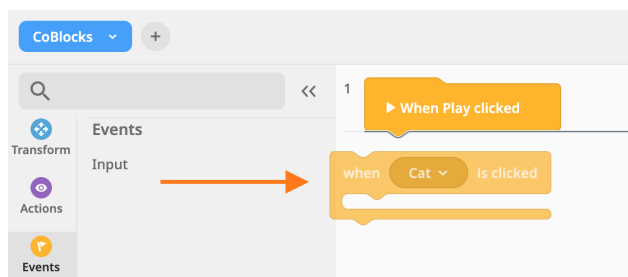 CoBlocks
+
1
When Play clicked
Transform
Events
Input
when Cat is clicked
Actions
Events